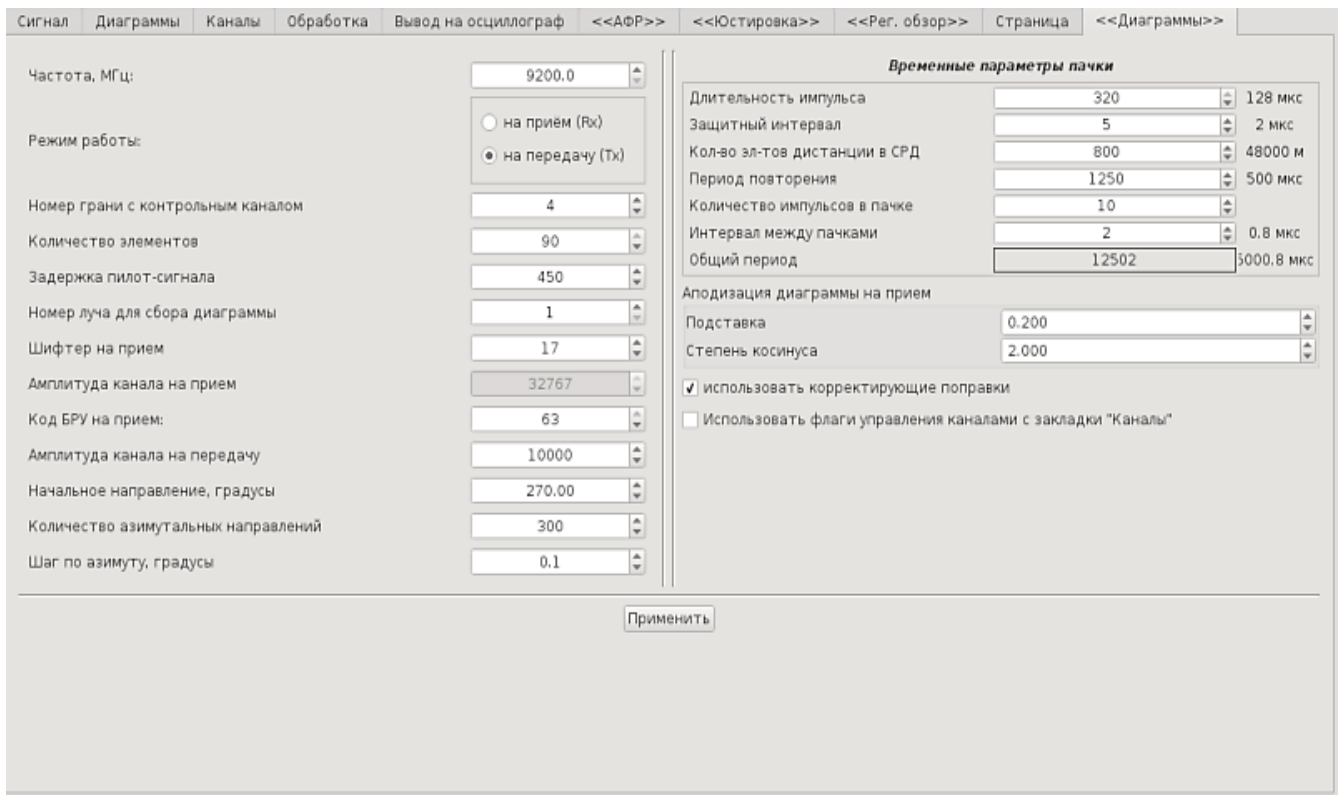 Сигнал Диаграммы Каналы Обработка Вывод на осциллограф <<АФР>> <<Юстировка>> <<Рег. обзор>> Страница <<Диаграммы>>
Частота, МГц: 9200.0
Режим работы:
на приём (Rx)
на передачу (Tx)
Номер грани с контрольным каналом 4
Количество элементов 90
Задержка пилот-сигнала 450
Номер луча для сбора диаграммы 1
Шифтер на прием 17
Амплитуда канала на прием 32767
Код БРУ на прием: 63
Амплитуда канала на передачу 10000
Начальное направление, градусы 270.00
Количество азимутальных направлений 300
Шаг по азимуту, градусы 0.1
Временные параметры пачки
Длительность импульса 320 128 мкс
Защитный интервал 5 2 мкс
Кол-во эл-тов дистанции в СРД 800 48000 м
Период повторения 1250 500 мкс
Количество импульсов в пачке 10
Интервал между пачками 2 0.8 мкс
Общий период 12502 5000.8 мкс
Аподизация диаграммы на прием
Подставка 0.200
Степень косинуса 2.000
использовать корректирующие поправки
Использовать флаги управления каналами с закладки "Каналы"
Применить